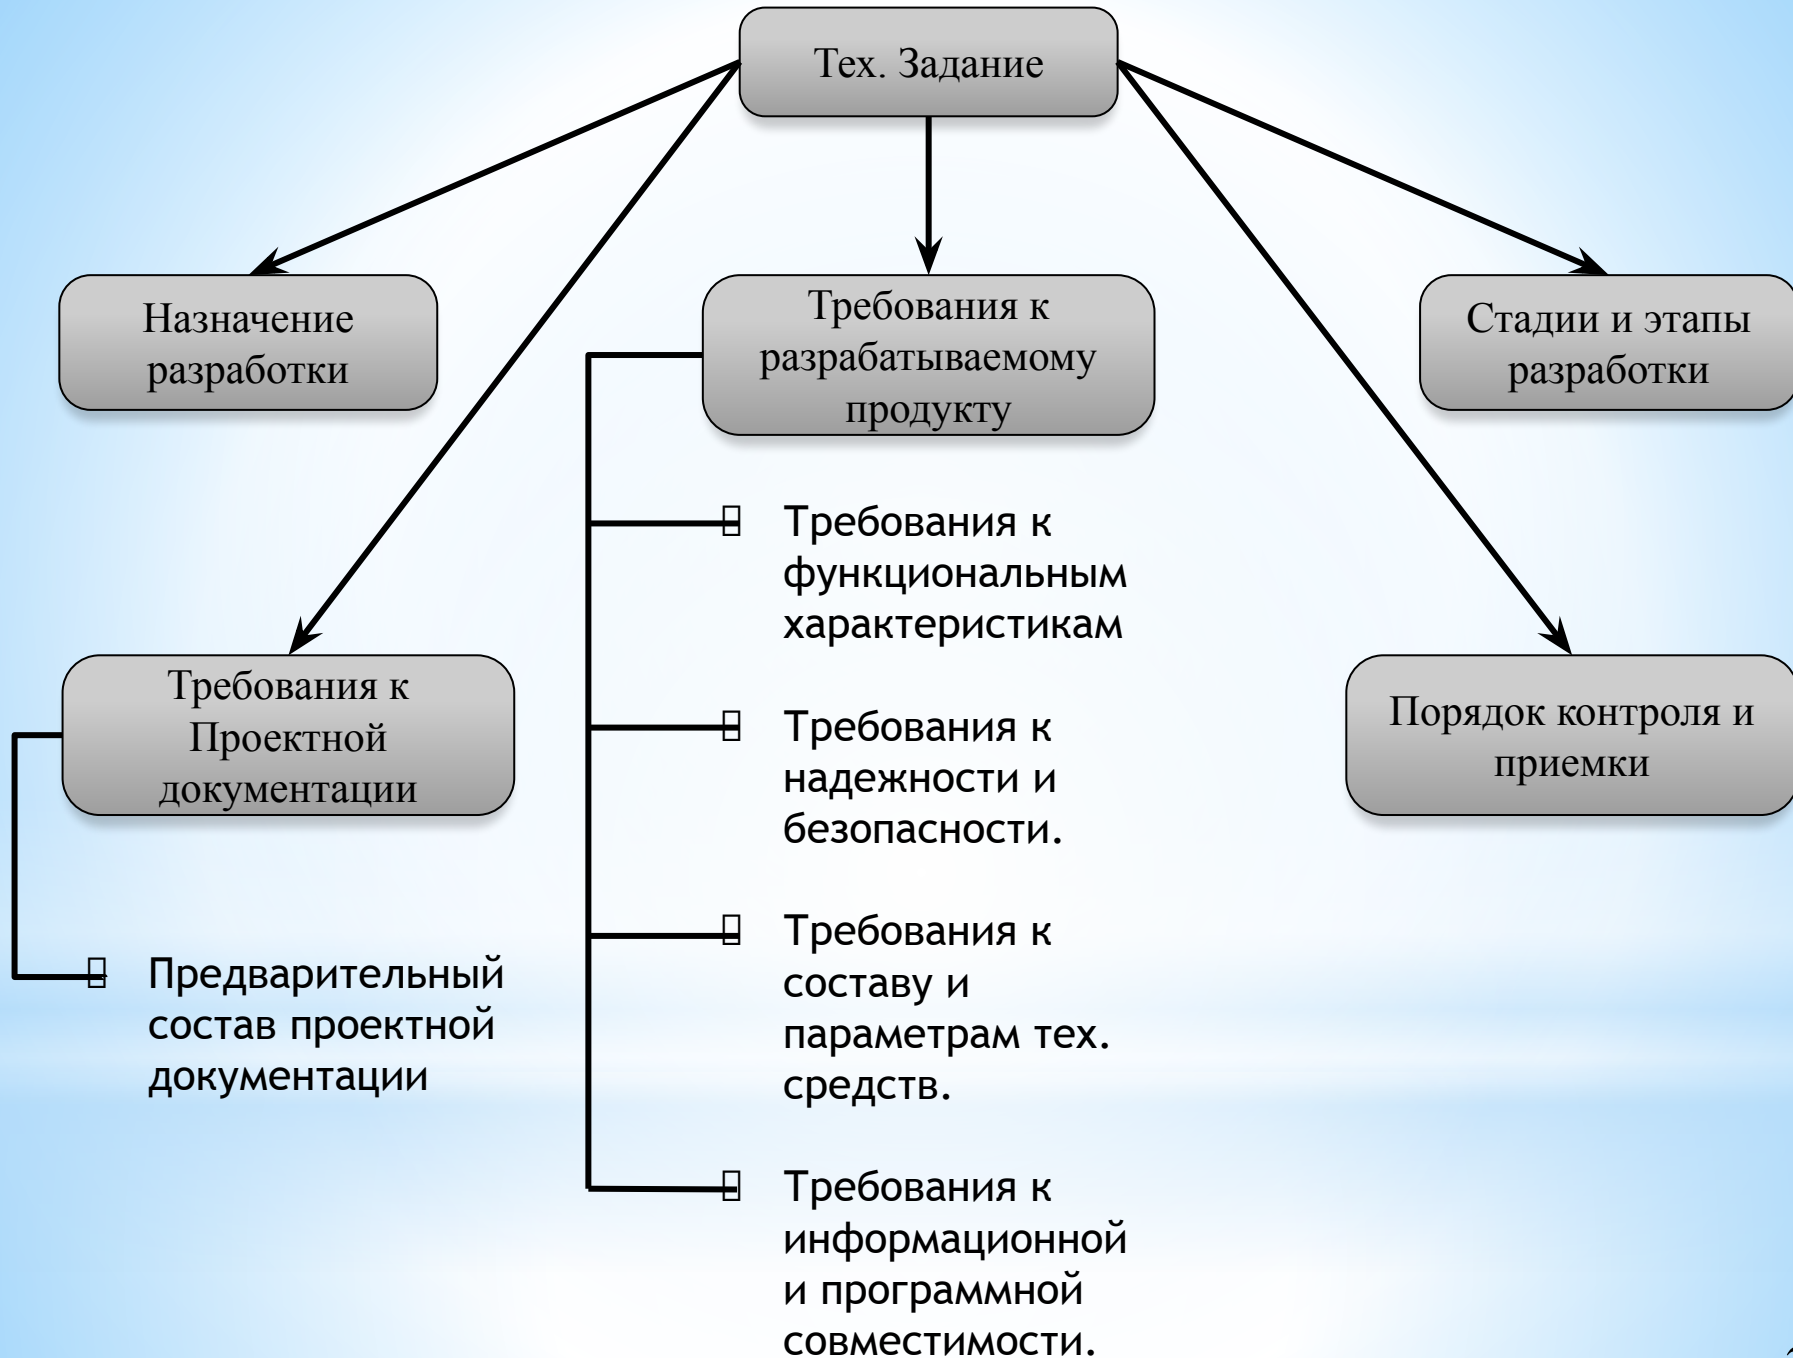 Тех. Задание
Назначение
разработки
Требования к
разрабатываемому
продукту
Стадии и этапы
разработки
Требования к
функциональным
характеристикам
Требования к
надежности и
безопасности.
Требования к
составу и
параметрам тех.
средств.
Требования к
информационной
и программной
совместимости.
Требования к
Проектной
документации
Предварительный
состав проектной
документации
Порядок контроля и
приемки